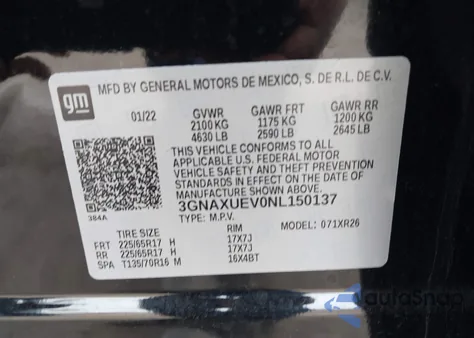 gm
MFD BY GENERAL MOTORS DE MEXICO, S. DE R.L. DE C.V.
01/22 GVWR GAWR FRT GAWR RR
2100 KG 1175 KG 1200 KG
4630 LB 2590 LB 2645 LB
THIS VEHICLE CONFORMS TO ALL
APPLICABLE U.S. FEDERAL MOTOR
VEHICLE SAFETY AND THEFT PREVENTION
STANDARDS IN EFFECT ON THE DATE OF
MANUFACTURE SHOWN ABOVE.
384A
3GNAXUEV0NL150137
TYPE: M.P.V. 071XR26
TIRE SIZE RIM
FRT 225/65R17 H 17X7J
RR 225/65R17 H 17X7J
SPA T135/70R16 M 16X4BT
autoSnap